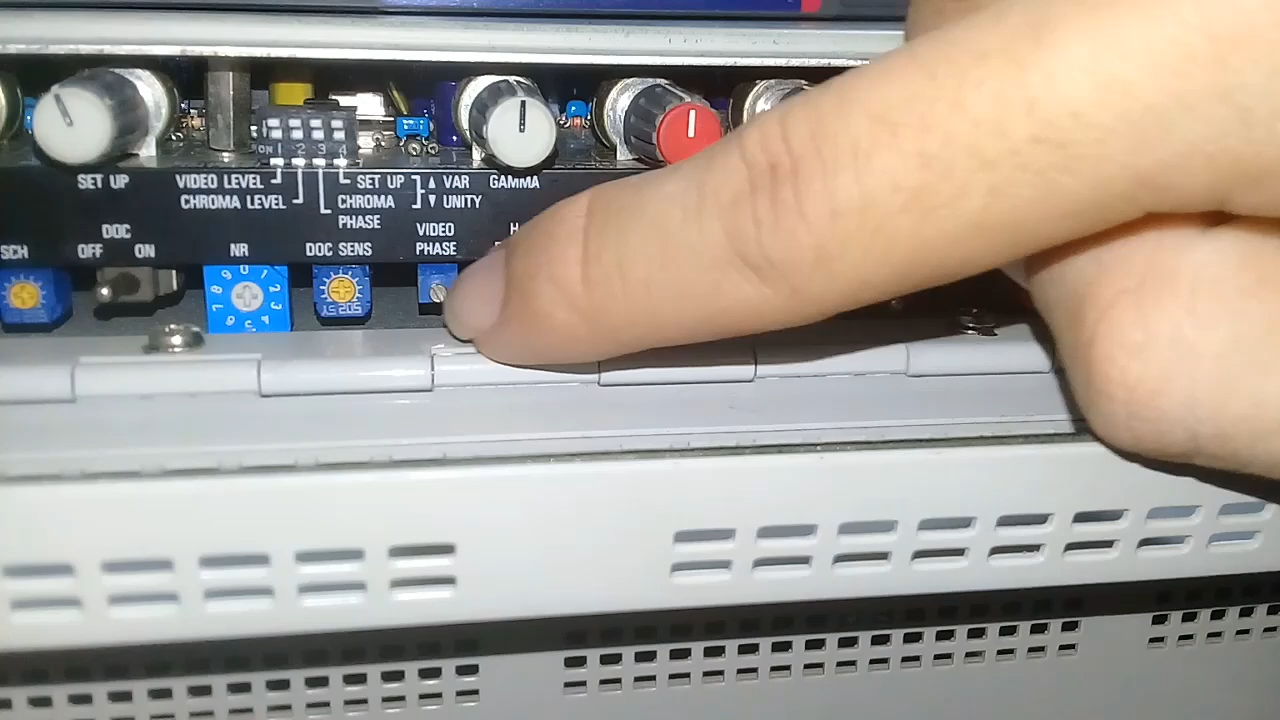 ON 1 2 3 4
SET UP
VIDEO LEVEL
CHROMA LEVEL
SET UP
CHROMA
PHASE
▲ VAR
▼ UNITY
GAMMA
DOC
OFF ON
SCH
NR
DOC SENS
VIDEO
PHASE
H